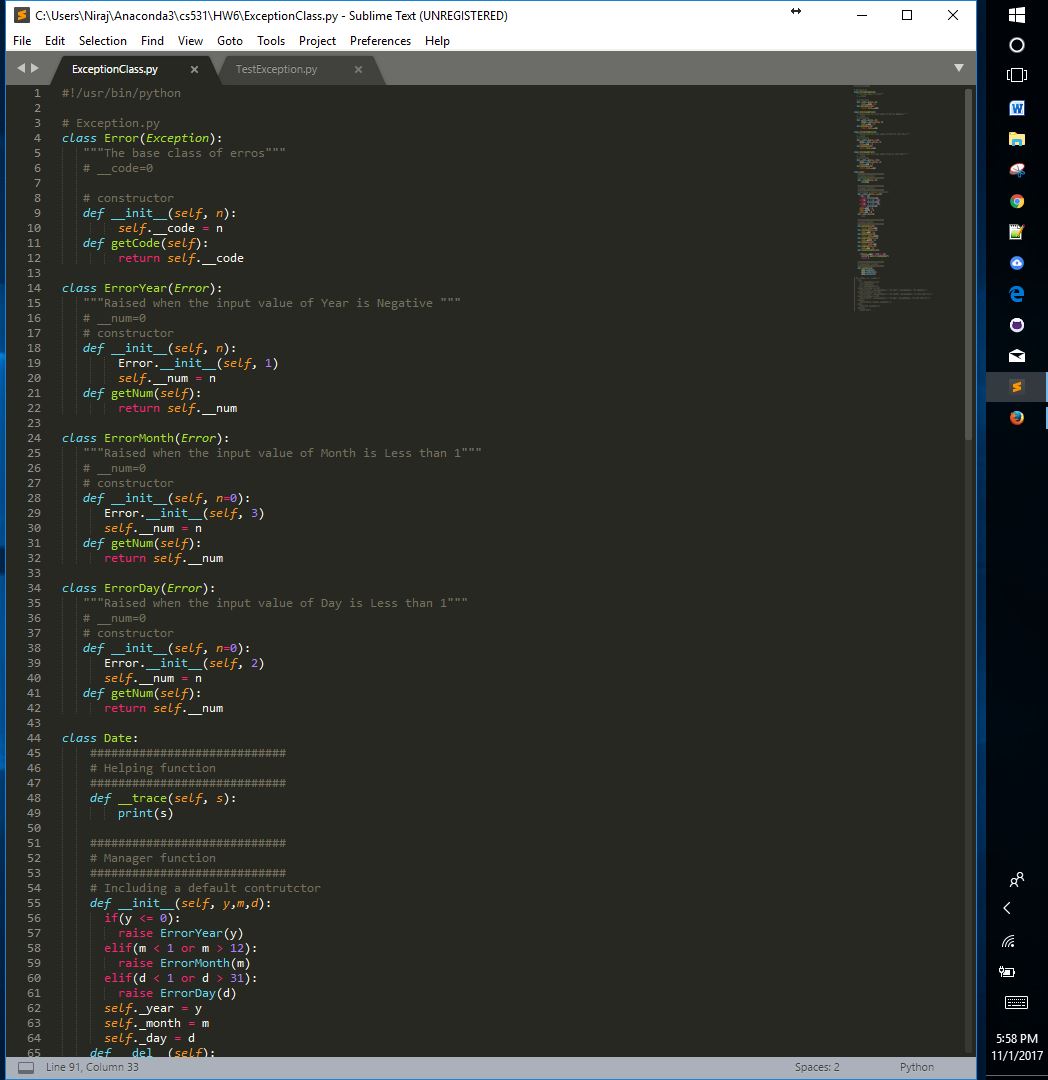 C:\Users\Niraj\Anaconda3\cs531\HW6\ExceptionClass.py - Sublime Text (UNREGISTERED)
File Edit Selection Find View Goto Tools Project Preferences Help
ExceptionClass.py TestException.py
1 #!/usr/bin/python
2
3 # Exception.py
4 class Error(Exception):
5 """The base class of erros"""
6 # __code=0
7
8 # constructor
9 def __init__(self, n):
10 self.__code = n
11 def getCode(self):
12 return self.__code
13
14 class ErrorYear(Error):
15 """Raised when the input value of Year is Negative """
16 # __num=0
17 # constructor
18 def __init__(self, n):
19 Error.__init__(self, 1)
20 self.__num = n
21 def getNum(self):
22 return self.__num
23
24 class ErrorMonth(Error):
25 """Raised when the input value of Month is Less than 1"""
26 # __num=0
27 # constructor
28 def __init__(self, n=0):
29 Error.__init__(self, 3)
30 self.__num = n
31 def getNum(self):
32 return self.__num
33
34 class ErrorDay(Error):
35 """Raised when the input value of Day is Less than 1"""
36 # __num=0
37 # constructor
38 def __init__(self, n=0):
39 Error.__init__(self, 2)
40 self.__num = n
41 def getNum(self):
42 return self.__num
43
44 class Date:
45 ############################
46 # Helping function
47 ############################
48 def __trace(self, s):
49 print(s)
50
51 ############################
52 # Manager function
53 ############################
54 # Including a default contrutctor
55 def __init__(self, y,m,d):
56 if(y <= 0):
57 raise ErrorYear(y)
58 elif(m < 1 or m > 12):
59 raise ErrorMonth(m)
60 elif(d < 1 or d > 31):
61 raise ErrorDay(d)
62 self._year = y
63 self._month = m
64 self._day = d
65 def __del__(self):
Line 91, Column 33 Spaces: 2 Python
5:58 PM
11/1/2017